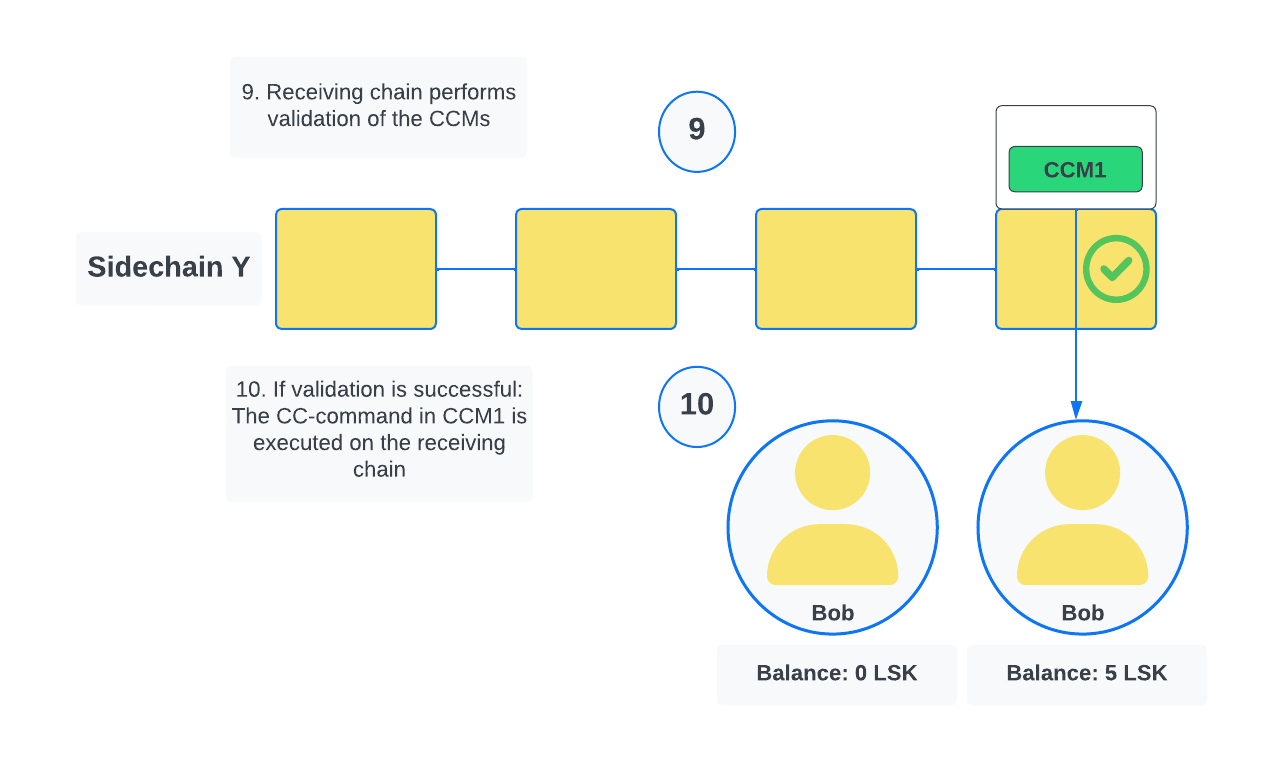 9. Receiving chain performs
validation of the CCMs
9
CCM1
Sidechain Y
10. If validation is successful:
The CC-command in CCM1 is
executed on the receiving
chain
10
Bob
Bob
Balance: 0 LSK
Balance: 5 LSK